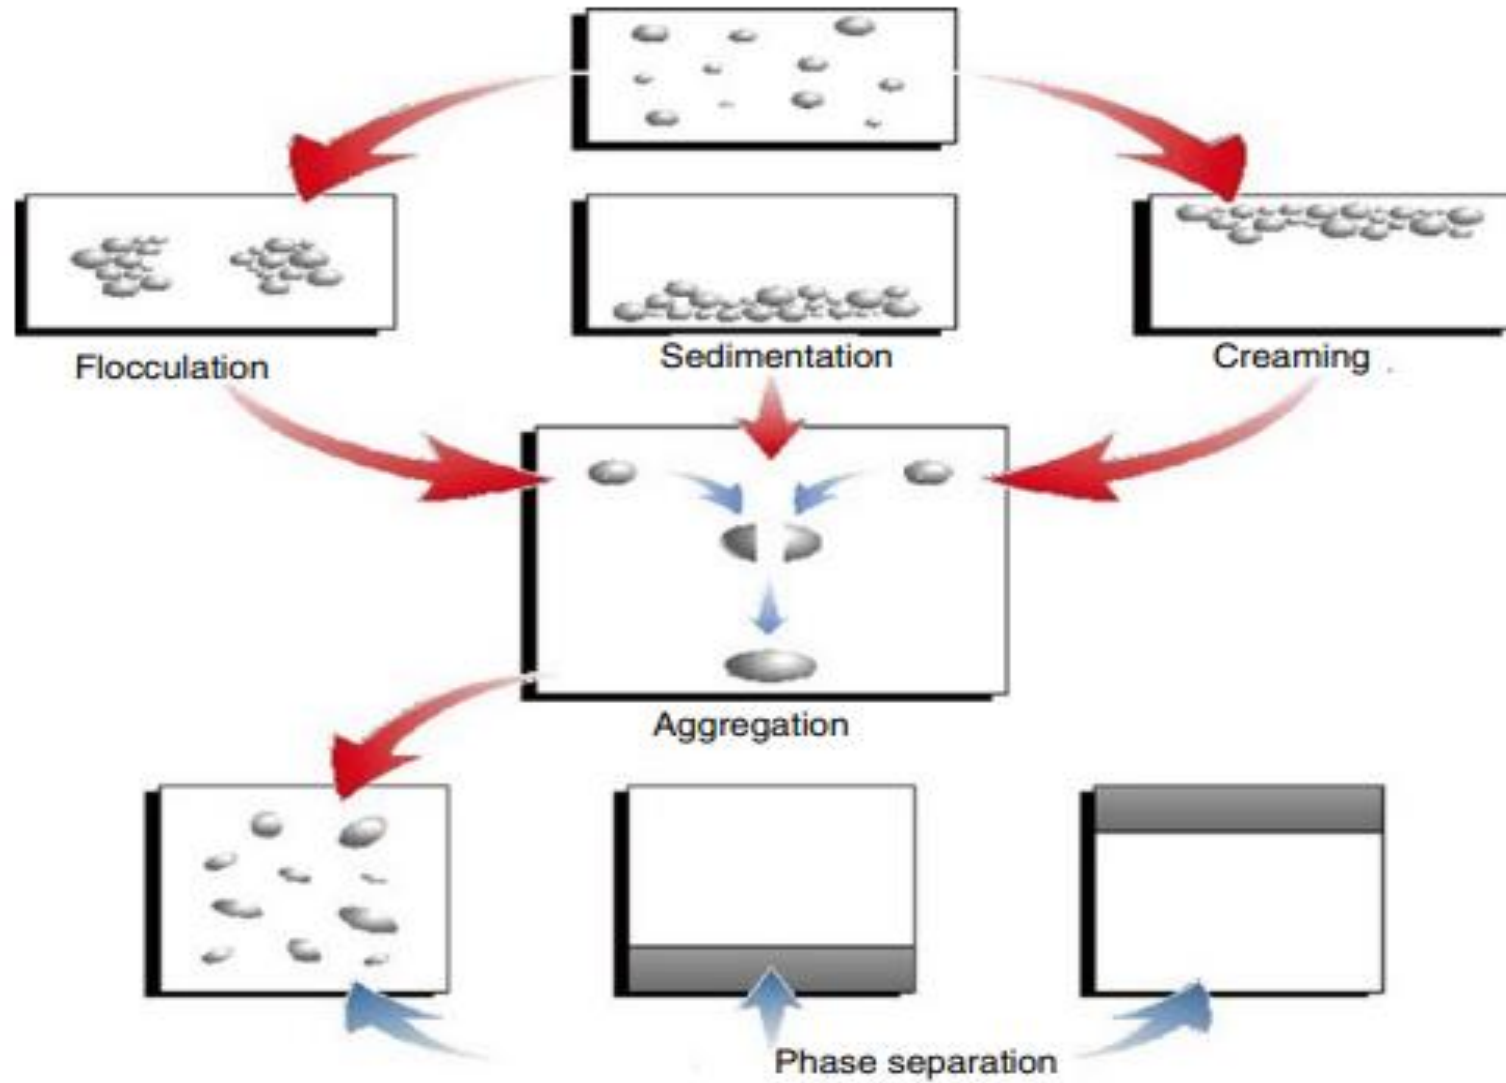 Flocculation
Sedimentation
Creaming
Aggregation
Phase separation